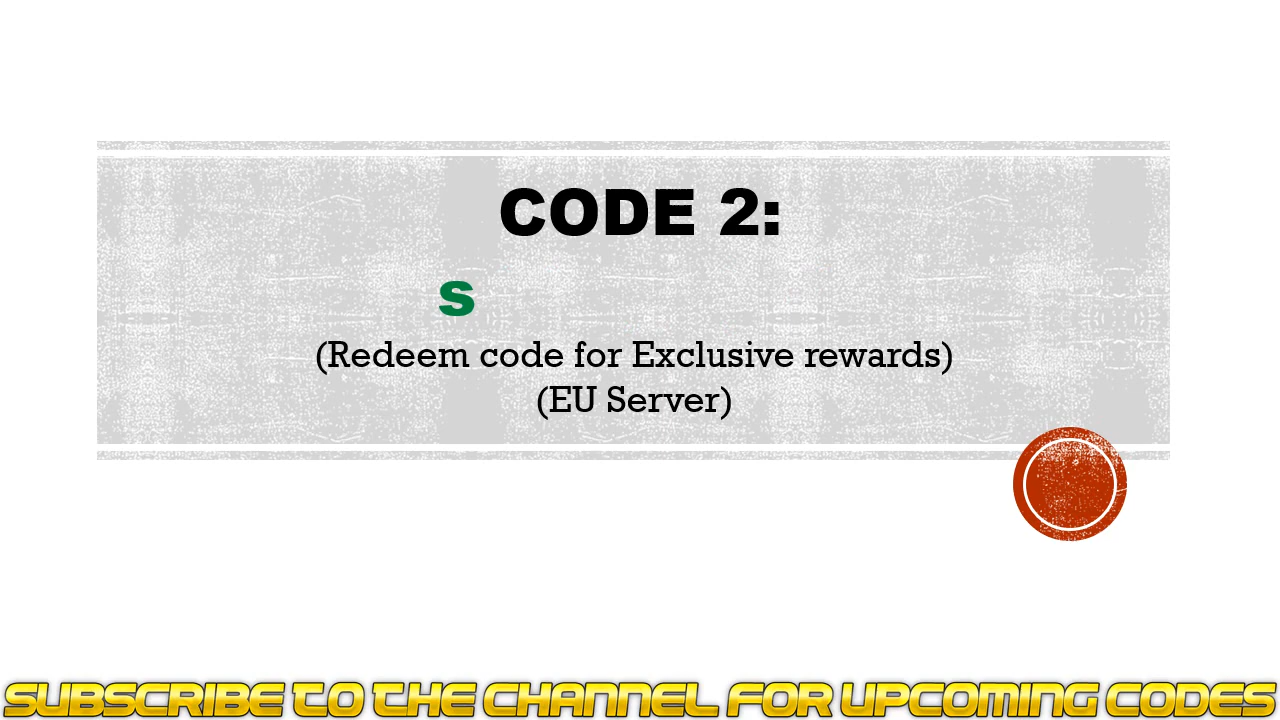 CODE 2:
S
(Redeem code for Exclusive rewards)
(EU Server)
SUBSCRIBE TO THE CHANNEL FOR UPCOMING CODES